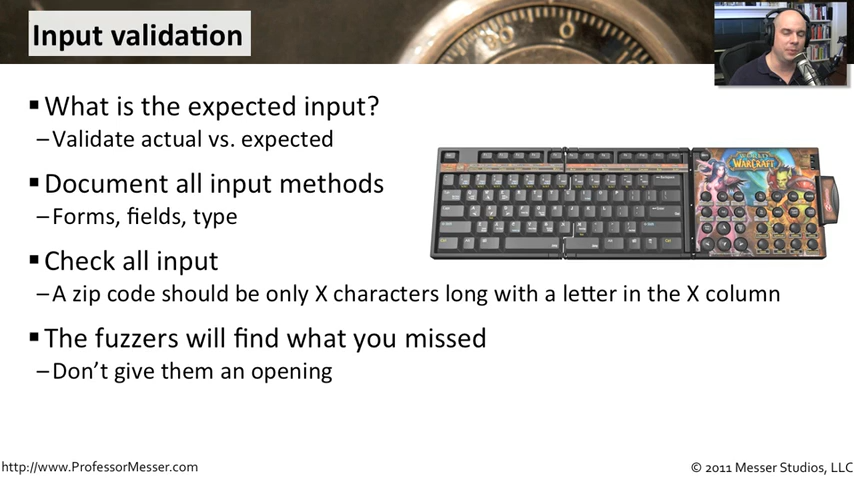 Input validation
▪What is the expected input?
–Validate actual vs. expected
▪Document all input methods
–Forms, fields, type
▪Check all input
–A zip code should be only X characters long with a letter in the X column
▪The fuzzers will find what you missed
–Don’t give them an opening
WORLD
WARCRAFT
http://www.ProfessorMesser.com
© 2011 Messer Studios, LLC